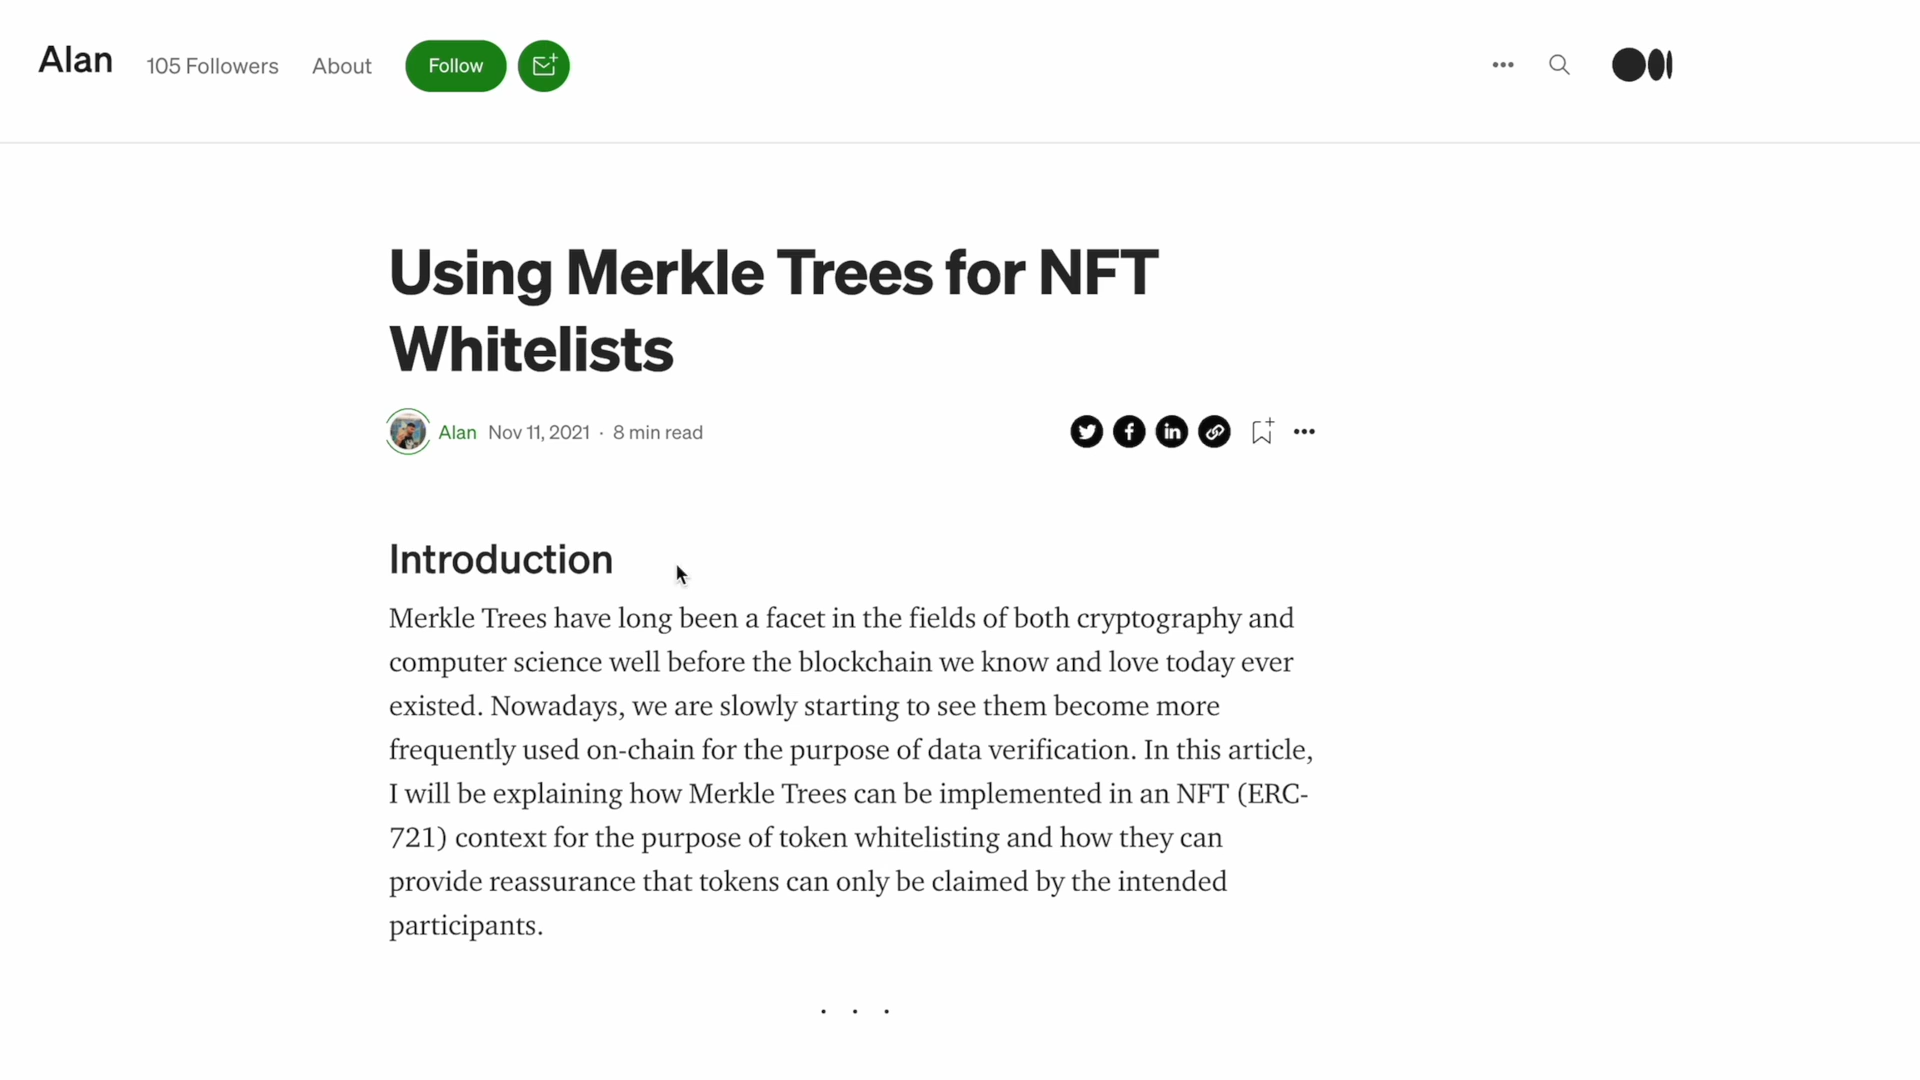 Alan 105 Followers About Follow
Using Merkle Trees for NFT
Whitelists
Alan Nov 11, 2021 · 8 min read
Introduction
Merkle Trees have long been a facet in the fields of both cryptography and
computer science well before the blockchain we know and love today ever
existed. Nowadays, we are slowly starting to see them become more
frequently used on-chain for the purpose of data verification. In this article,
I will be explaining how Merkle Trees can be implemented in an NFT (ERC-
721) context for the purpose of token whitelisting and how they can
provide reassurance that tokens can only be claimed by the intended
participants.
. . .